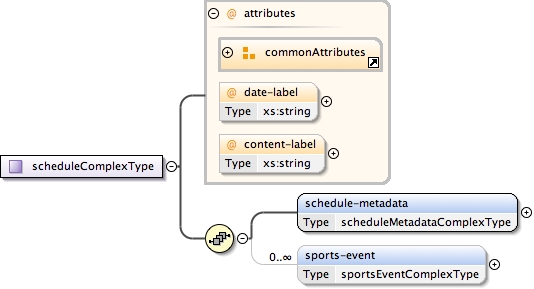 @ attributes
commonAttributes
@ date-label
Type xs:string
@ content-label
Type xs:string
scheduleComplexType
schedule-metadata
Type scheduleMetadataComplexType
0..∞
sports-event
Type sportsEventComplexType